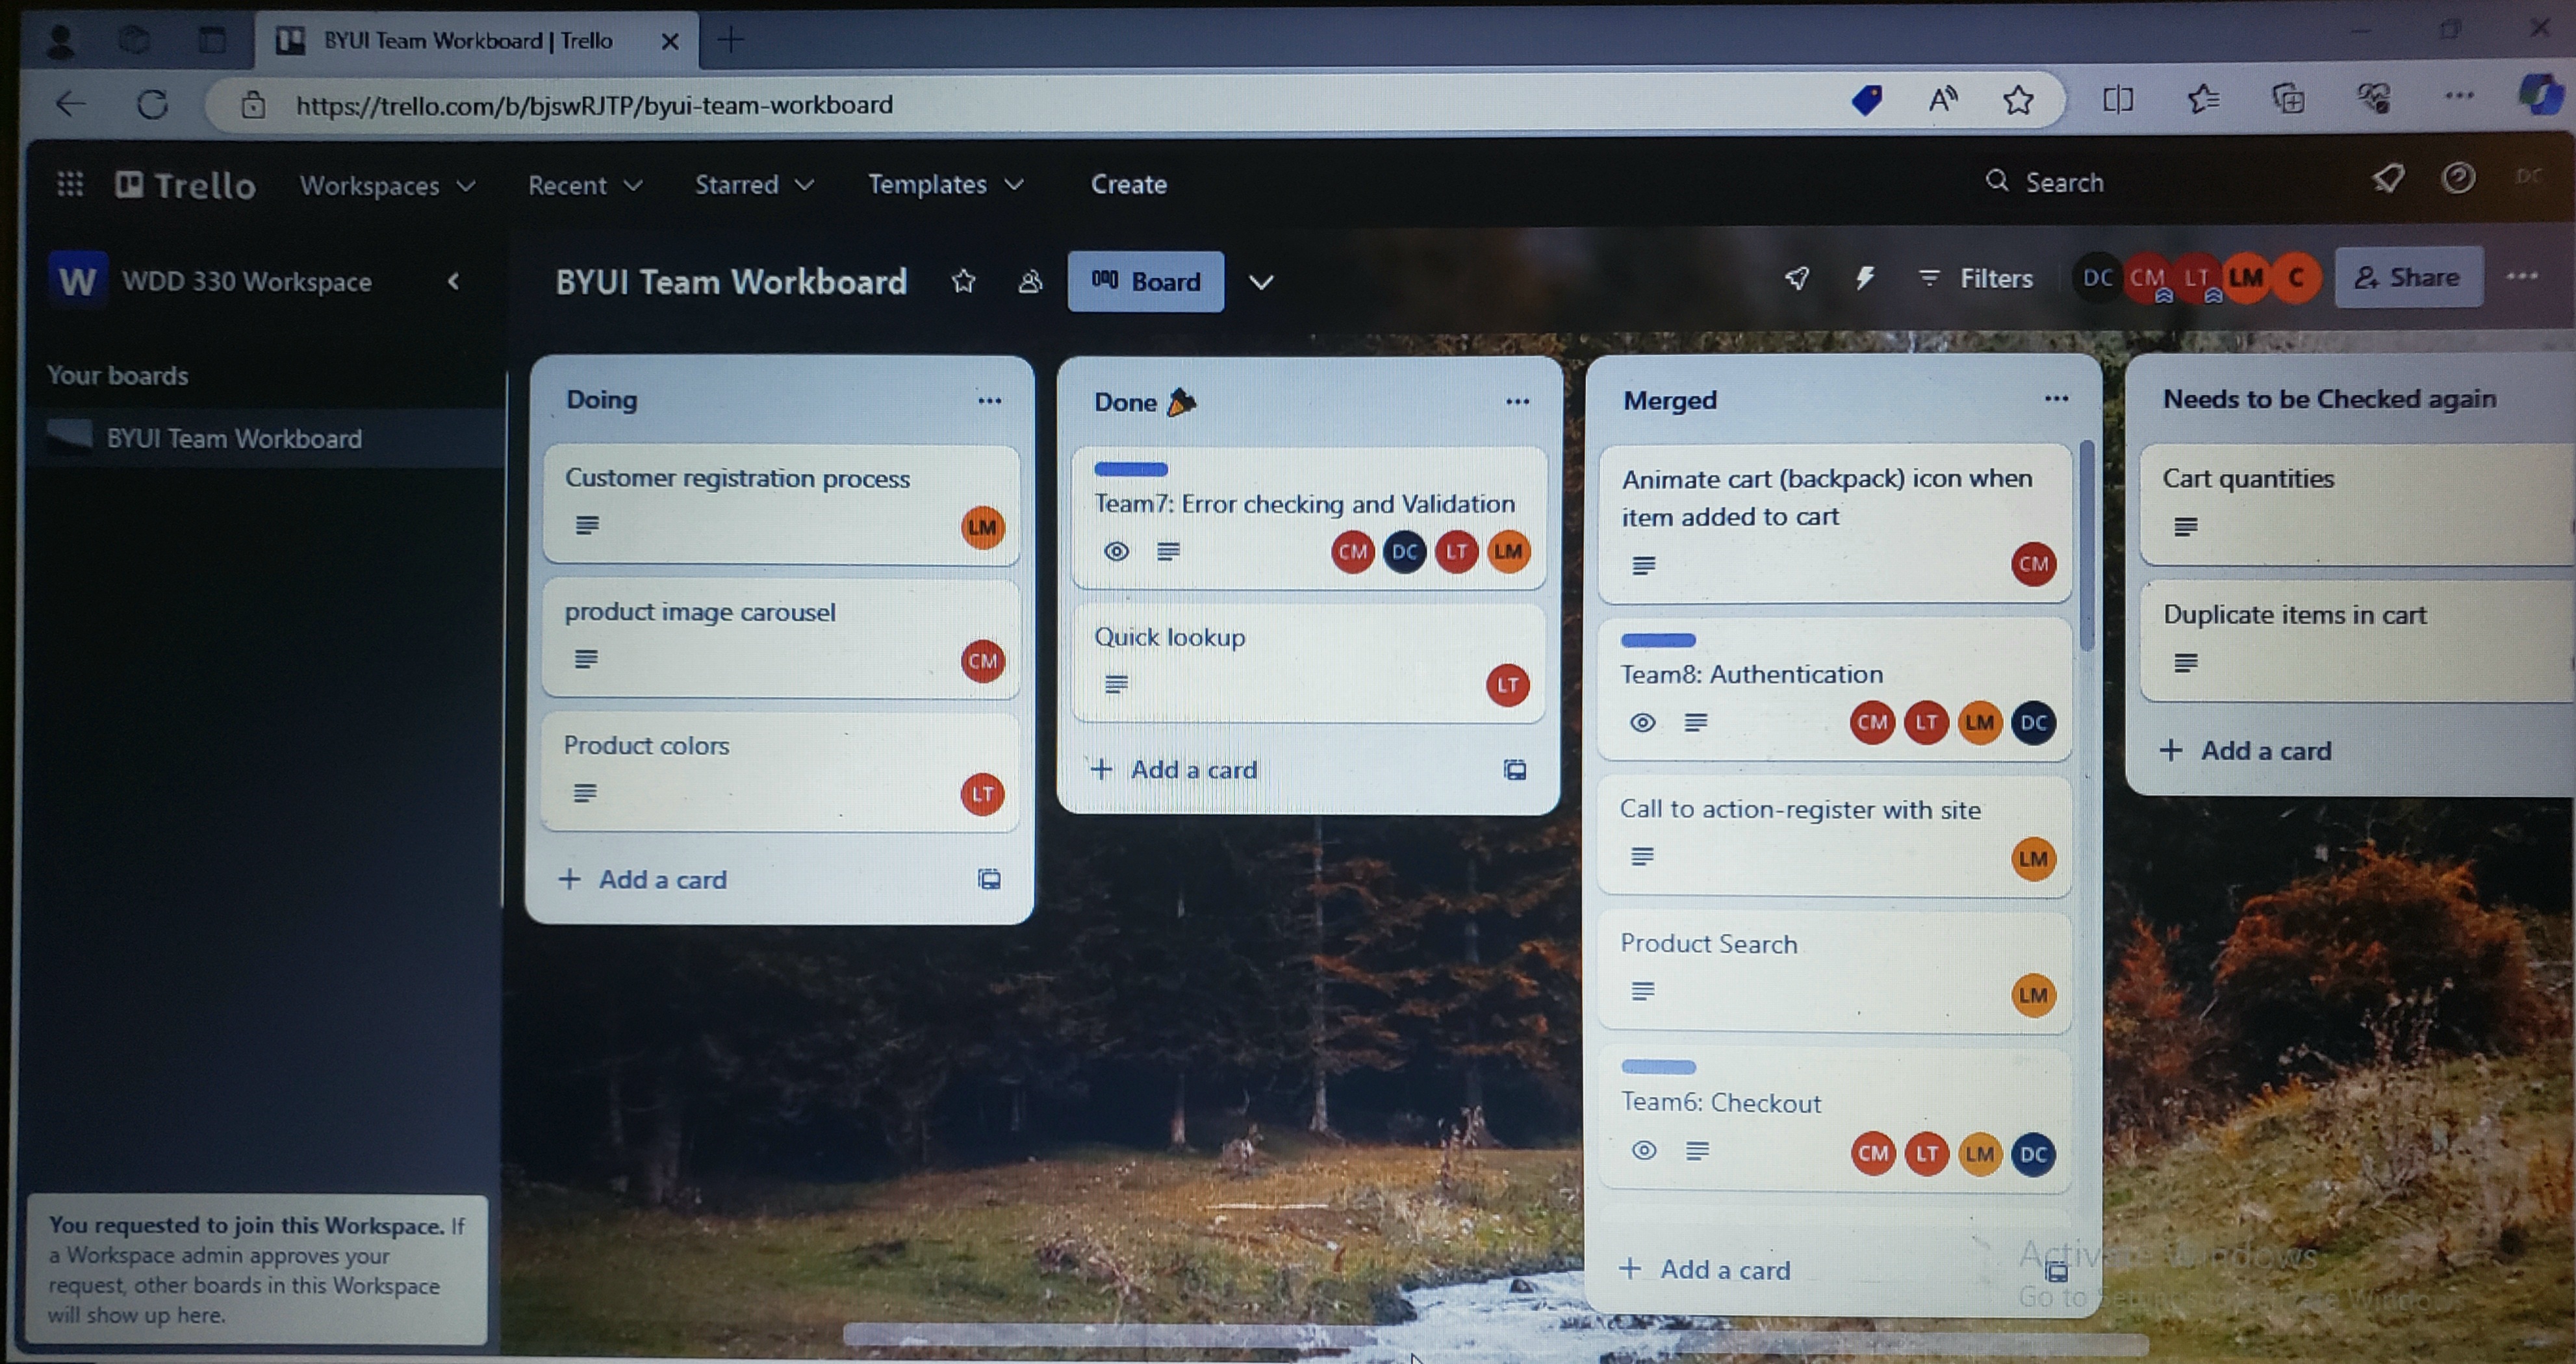 BYUI Team Workboard | Trello
https://trello.com/b/bjswRJTP/byui-team-workboard
Trello
Workspaces
Recent
Starred
Templates
Create
Search
DC
W
WDD 330 Workspace
BYUI Team Workboard
Board
Filters
DC
CM
LT
LM
C
Share
Your boards
BYUI Team Workboard
Doing
Customer registration process
LM
product image carousel
CM
Product colors
LT
+ Add a card
Done
Team7: Error checking and Validation
CM
DC
LT
LM
Quick lookup
LT
+ Add a card
Merged
Animate cart (backpack) icon when
item added to cart
CM
Team8: Authentication
CM
LT
LM
DC
Call to action-register with site
LM
Product Search
LM
Team6: Checkout
CM
LT
LM
DC
+ Add a card
Needs to be Checked again
Cart quantities
Duplicate items in cart
+ Add a card
You requested to join this Workspace. If
a Workspace admin approves your
request, other boards in this Workspace
will show up here.
Go to